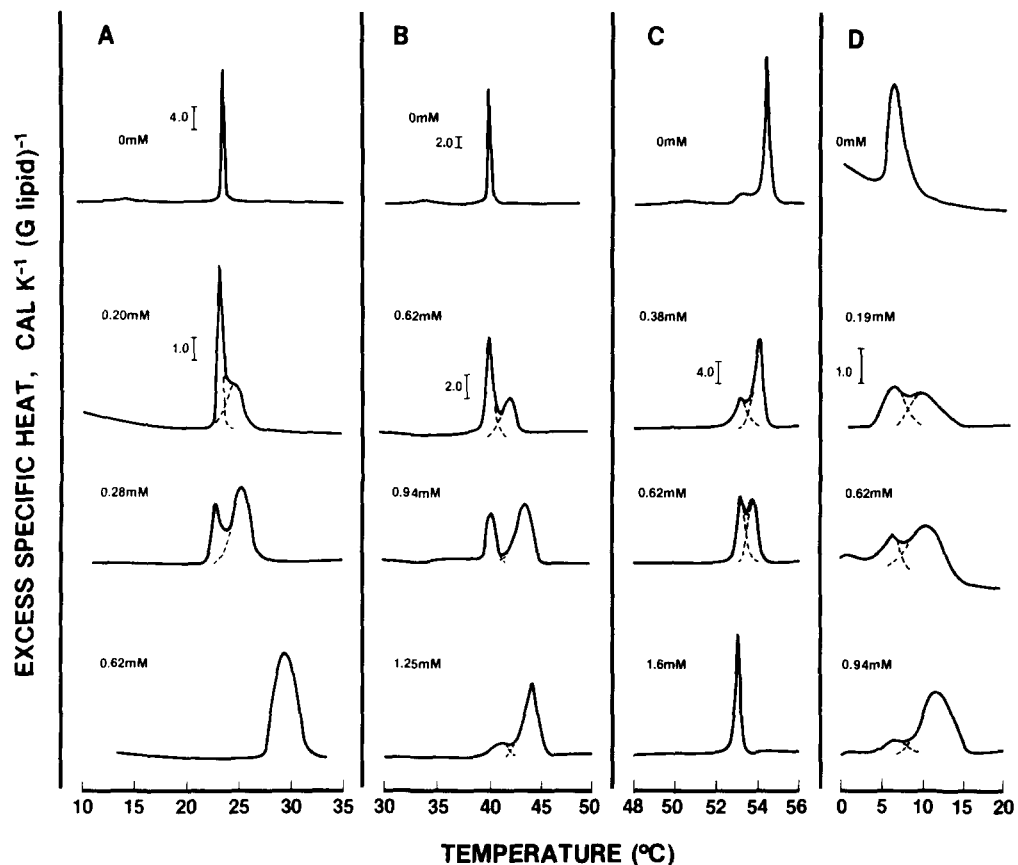 EXCESS SPECIFIC HEAT, CAL K⁻¹ (G lipid)⁻¹
A
4.0
0mM
0.20mM
1.0
0.28mM
0.62mM
10 15 20 25 30 35
B
0mM
2.0
0.62mM
2.0
0.94mM
1.25mM
30 35 40 45 50
C
0mM
0.38mM
4.0
0.62mM
1.6mM
48 50 52 54 56
D
0mM
0.19mM
1.0
0.62mM
0.94mM
0 5 10 15 20
TEMPERATURE (ºC)